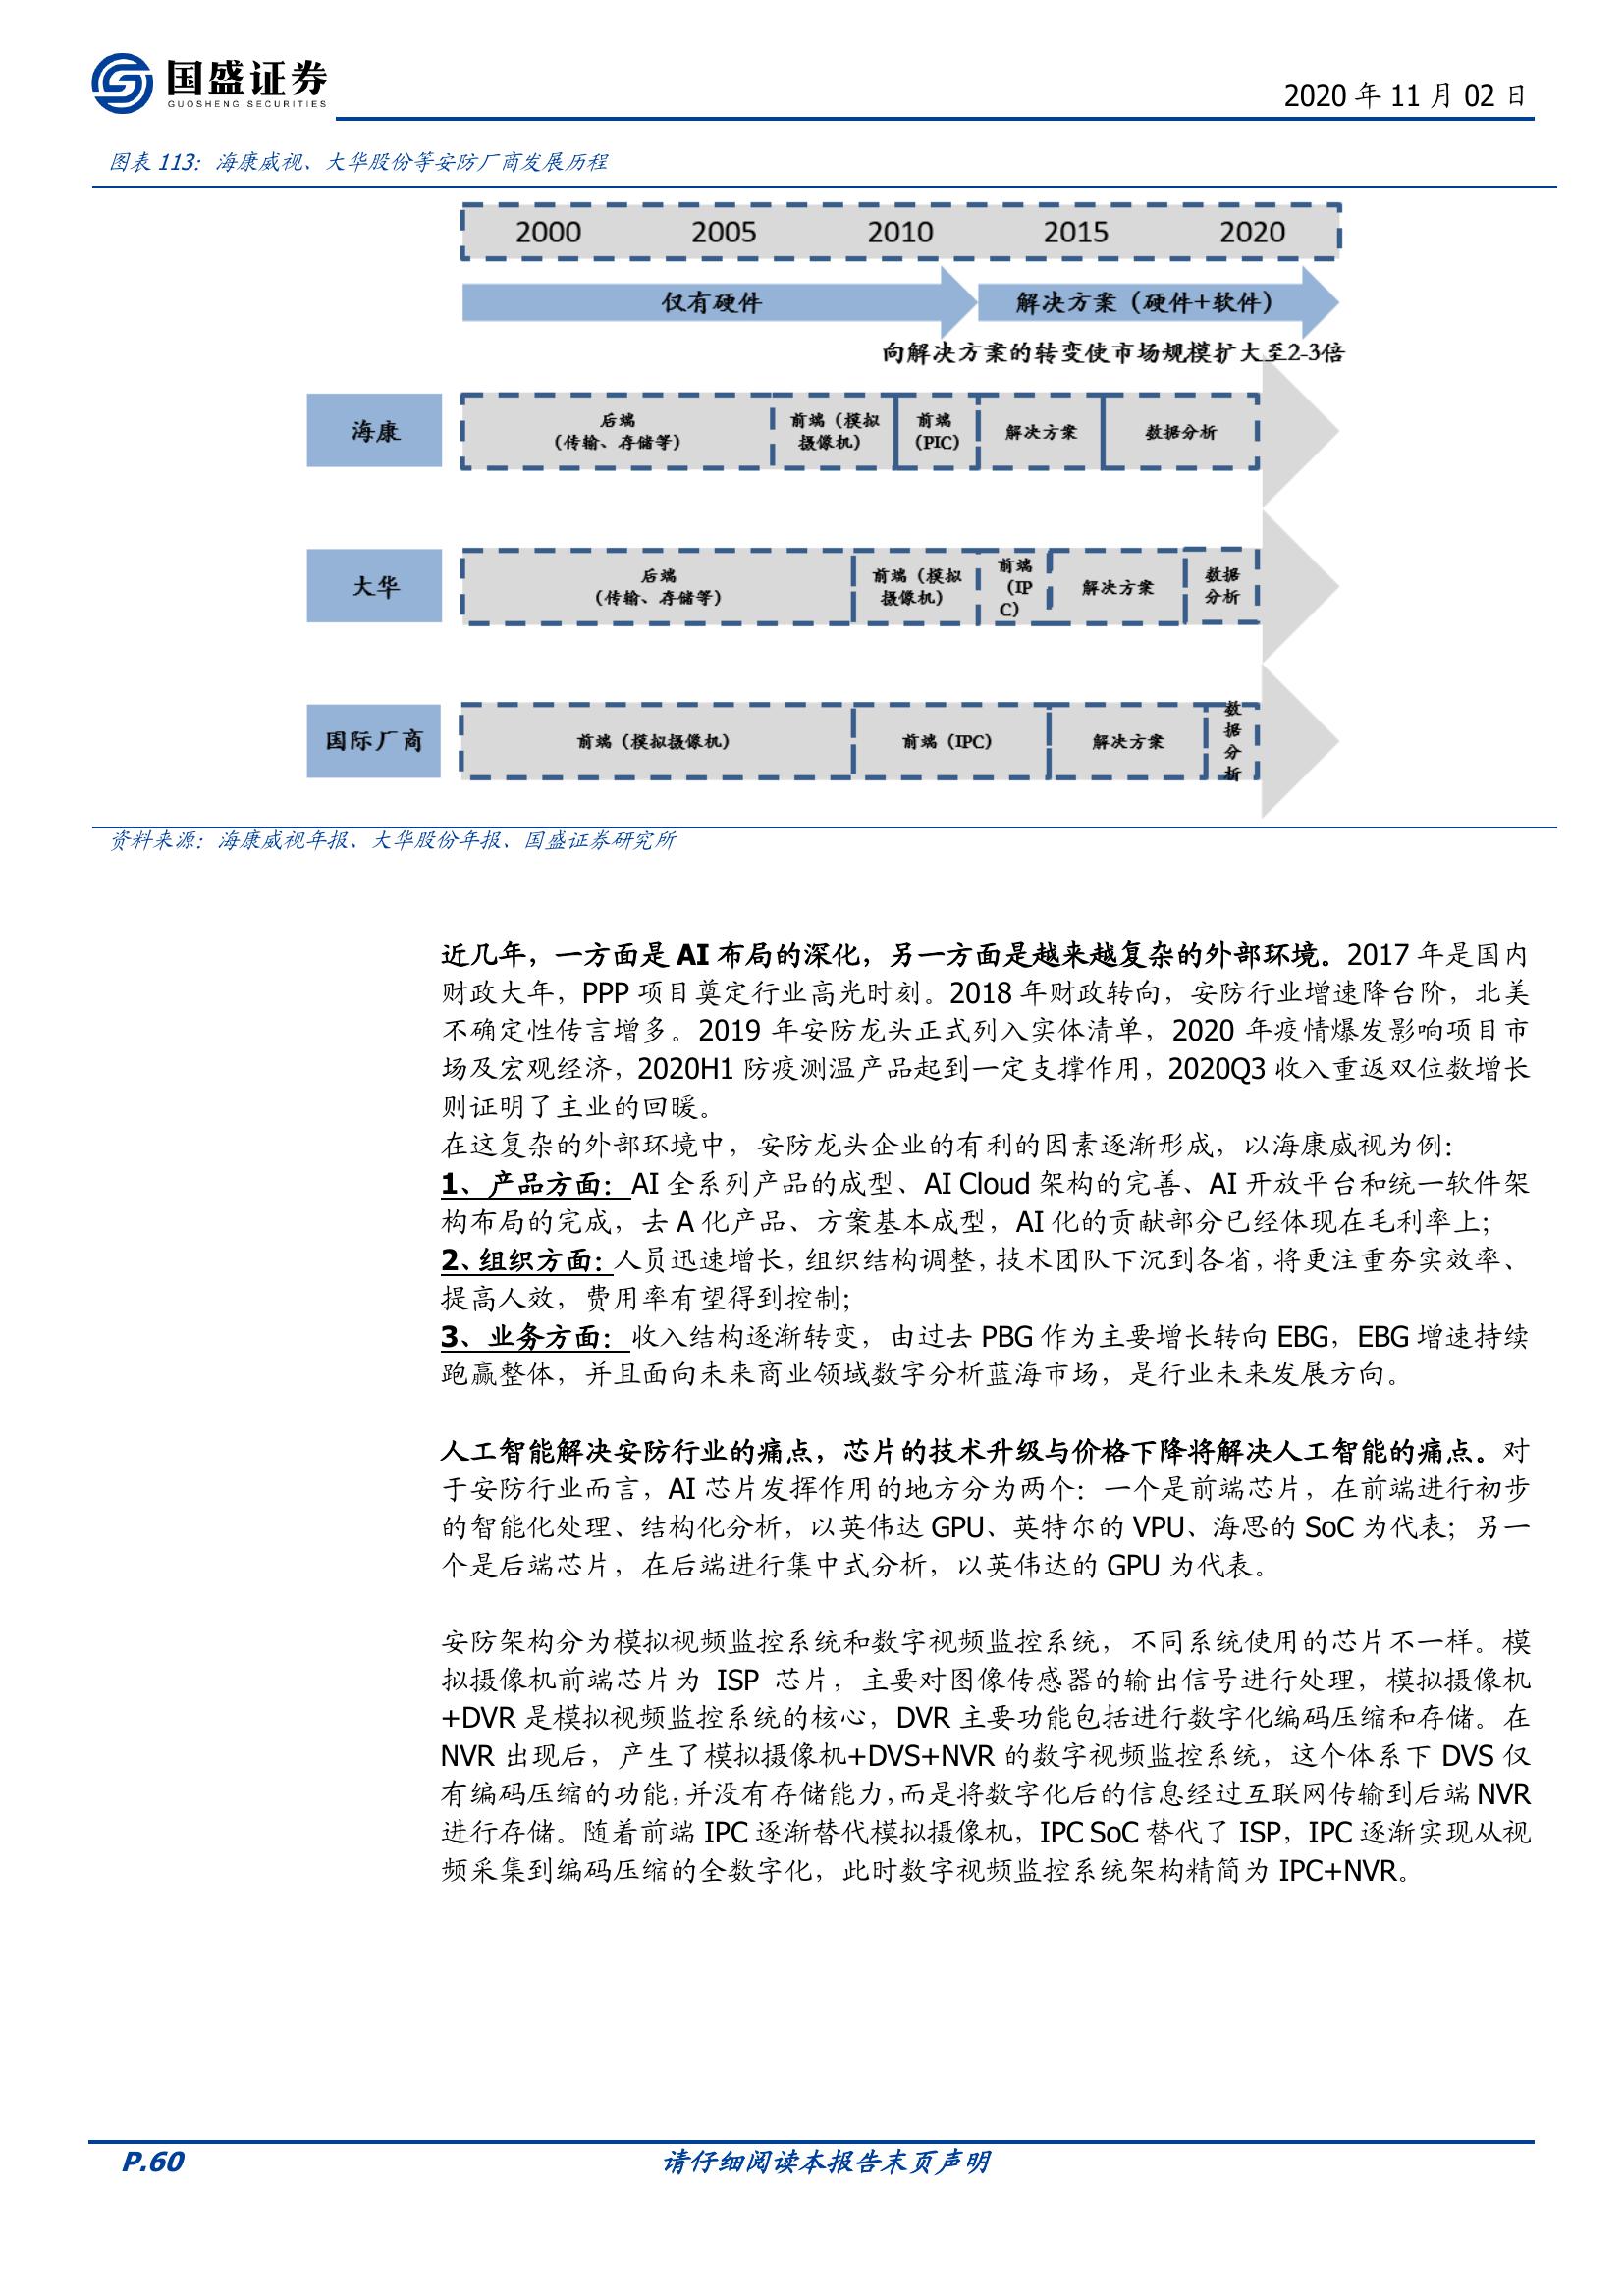 国盛证券
GUOSHENG SECURITIES
2020 年 11 月 02 日
图表 113：海康威视、大华股份等安防厂商发展历程
2000 2005 2010 2015 2020
仅有硬件 解决方案（硬件+软件）
向解决方案的转变使市场规模扩大至2-3倍
海康
后端
（传输、存储等）
前端（模拟
摄像机）
前端
（PIC）
解决方案
数据分析
大华
后端
（传输、存储等）
前端（模拟
摄像机）
前端
（IP
C）
解决方案
数据
分析
国际厂商
前端（模拟摄像机）
前端（IPC）
解决方案
数
据
分
析
资料来源：海康威视年报、大华股份年报、国盛证券研究所
近几年，一方面是 AI 布局的深化，另一方面是越来越复杂的外部环境。2017 年是国内
财政大年，PPP 项目奠定行业高光时刻。2018 年财政转向，安防行业增速降台阶，北美
不确定性传言增多。2019 年安防龙头正式列入实体清单，2020 年疫情爆发影响项目市
场及宏观经济，2020H1 防疫测温产品起到一定支撑作用，2020Q3 收入重返双位数增长
则证明了主业的回暖。
在这复杂的外部环境中，安防龙头企业的有利的因素逐渐形成，以海康威视为例：
1、产品方面：AI 全系列产品的成型、AI Cloud 架构的完善、AI 开放平台和统一软件架
构布局的完成，去 A 化产品、方案基本成型，AI 化的贡献部分已经体现在毛利率上；
2、组织方面：人员迅速增长，组织结构调整，技术团队下沉到各省，将更注重夯实效率、
提高人效，费用率有望得到控制；
3、业务方面：收入结构逐渐转变，由过去 PBG 作为主要增长转向 EBG，EBG 增速持续
跑赢整体，并且面向未来商业领域数字分析蓝海市场，是行业未来发展方向。
人工智能解决安防行业的痛点，芯片的技术升级与价格下降将解决人工智能的痛点。对
于安防行业而言，AI 芯片发挥作用的地方分为两个：一个是前端芯片，在前端进行初步
的智能化处理、结构化分析，以英伟达 GPU、英特尔的 VPU、海思的 SoC 为代表；另一
个是后端芯片，在后端进行集中式分析，以英伟达的 GPU 为代表。
安防架构分为模拟视频监控系统和数字视频监控系统，不同系统使用的芯片不一样。模
拟摄像机前端芯片为 ISP 芯片，主要对图像传感器的输出信号进行处理，模拟摄像机
+DVR 是模拟视频监控系统的核心，DVR 主要功能包括进行数字化编码压缩和存储。在
NVR 出现后，产生了模拟摄像机+DVS+NVR 的数字视频监控系统，这个体系下 DVS 仅
有编码压缩的功能，并没有存储能力，而是将数字化后的信息经过互联网传输到后端 NVR
进行存储。随着前端 IPC 逐渐替代模拟摄像机，IPC SoC 替代了 ISP，IPC 逐渐实现从视
频采集到编码压缩的全数字化，此时数字视频监控系统架构精简为 IPC+NVR。
P.60
请仔细阅读本报告末页声明